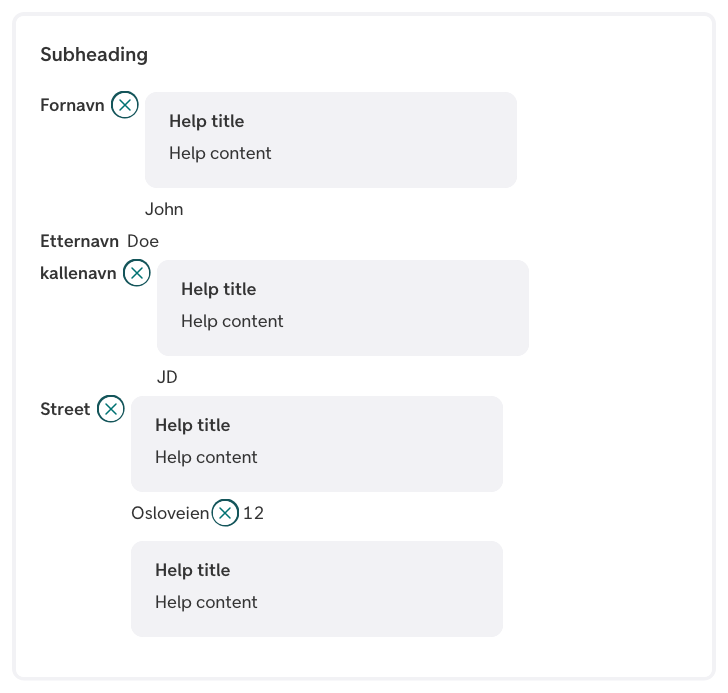 Subheading
Fornavn
Help title
Help content
John
Etternavn Doe
kallenavn
Help title
Help content
JD
Street
Help title
Help content
Osloveien 12
Help title
Help content